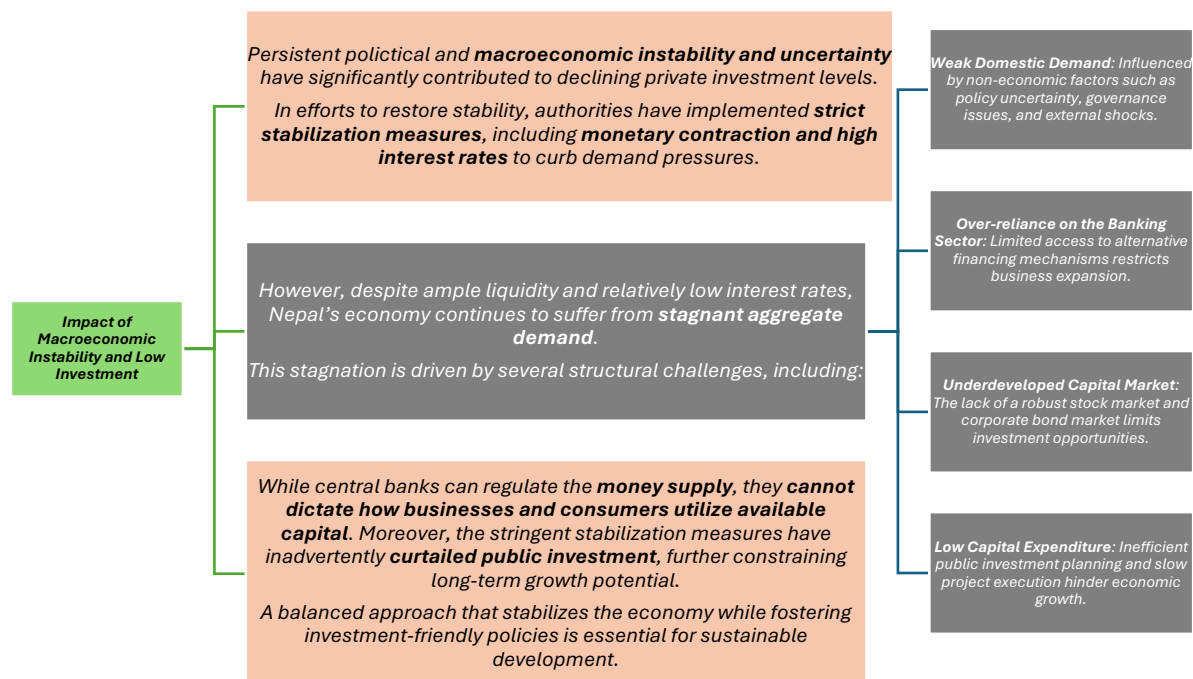 Impact of
Macroeconomic
Instability and Low
Investment
Persistent polictical and macroeconomic instability and uncertainty
have significantly contributed to declining private investment levels.
In efforts to restore stability, authorities have implemented strict
stabilization measures, including monetary contraction and high
interest rates to curb demand pressures.
However, despite ample liquidity and relatively low interest rates,
Nepal’s economy continues to suffer from stagnant aggregate
demand.
This stagnation is driven by several structural challenges, including:
Weak Domestic Demand: Influenced
by non-economic factors such as
policy uncertainty, governance
issues, and external shocks.
Over-reliance on the Banking
Sector: Limited access to alternative
financing mechanisms restricts
business expansion.
Underdeveloped Capital Market:
The lack of a robust stock market and
corporate bond market limits
investment opportunities.
Low Capital Expenditure: Inefficient
public investment planning and slow
project execution hinder economic
growth.
While central banks can regulate the money supply, they cannot
dictate how businesses and consumers utilize available
capital. Moreover, the stringent stabilization measures have
inadvertently curtailed public investment, further constraining
long-term growth potential.
A balanced approach that stabilizes the economy while fostering
investment-friendly policies is essential for sustainable
development.